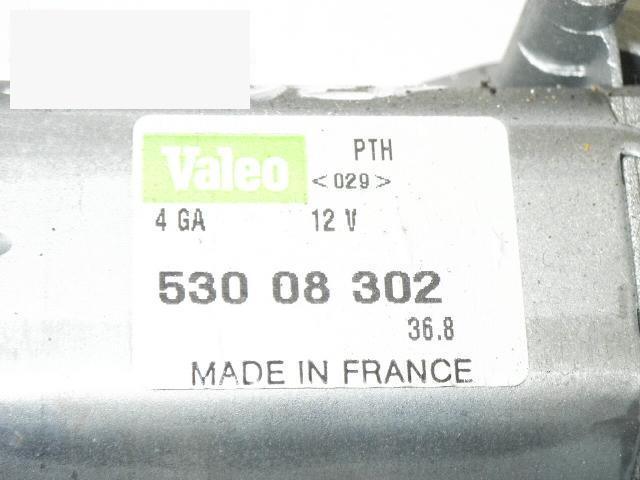 Valeo PTH
<029>
4 GA 12 V
530 08 302
36.8
MADE IN FRANCE